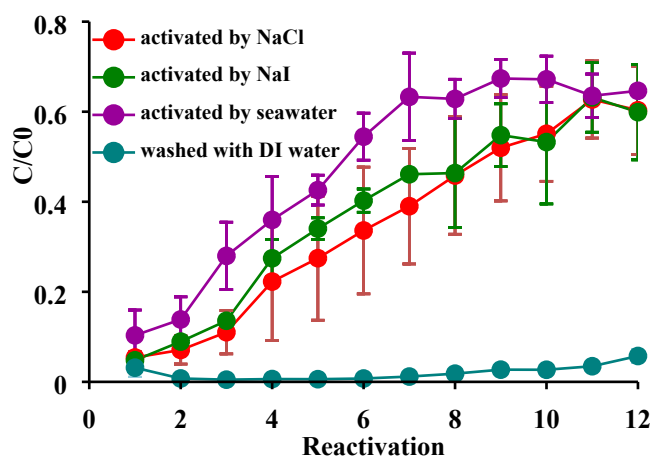 0.8
activated by NaCl
activated by NaI
0.6
activated by seawater
washed with DI water
C/C0
0.4
0.2
0
0 2 4 6 8 10 12
Reactivation